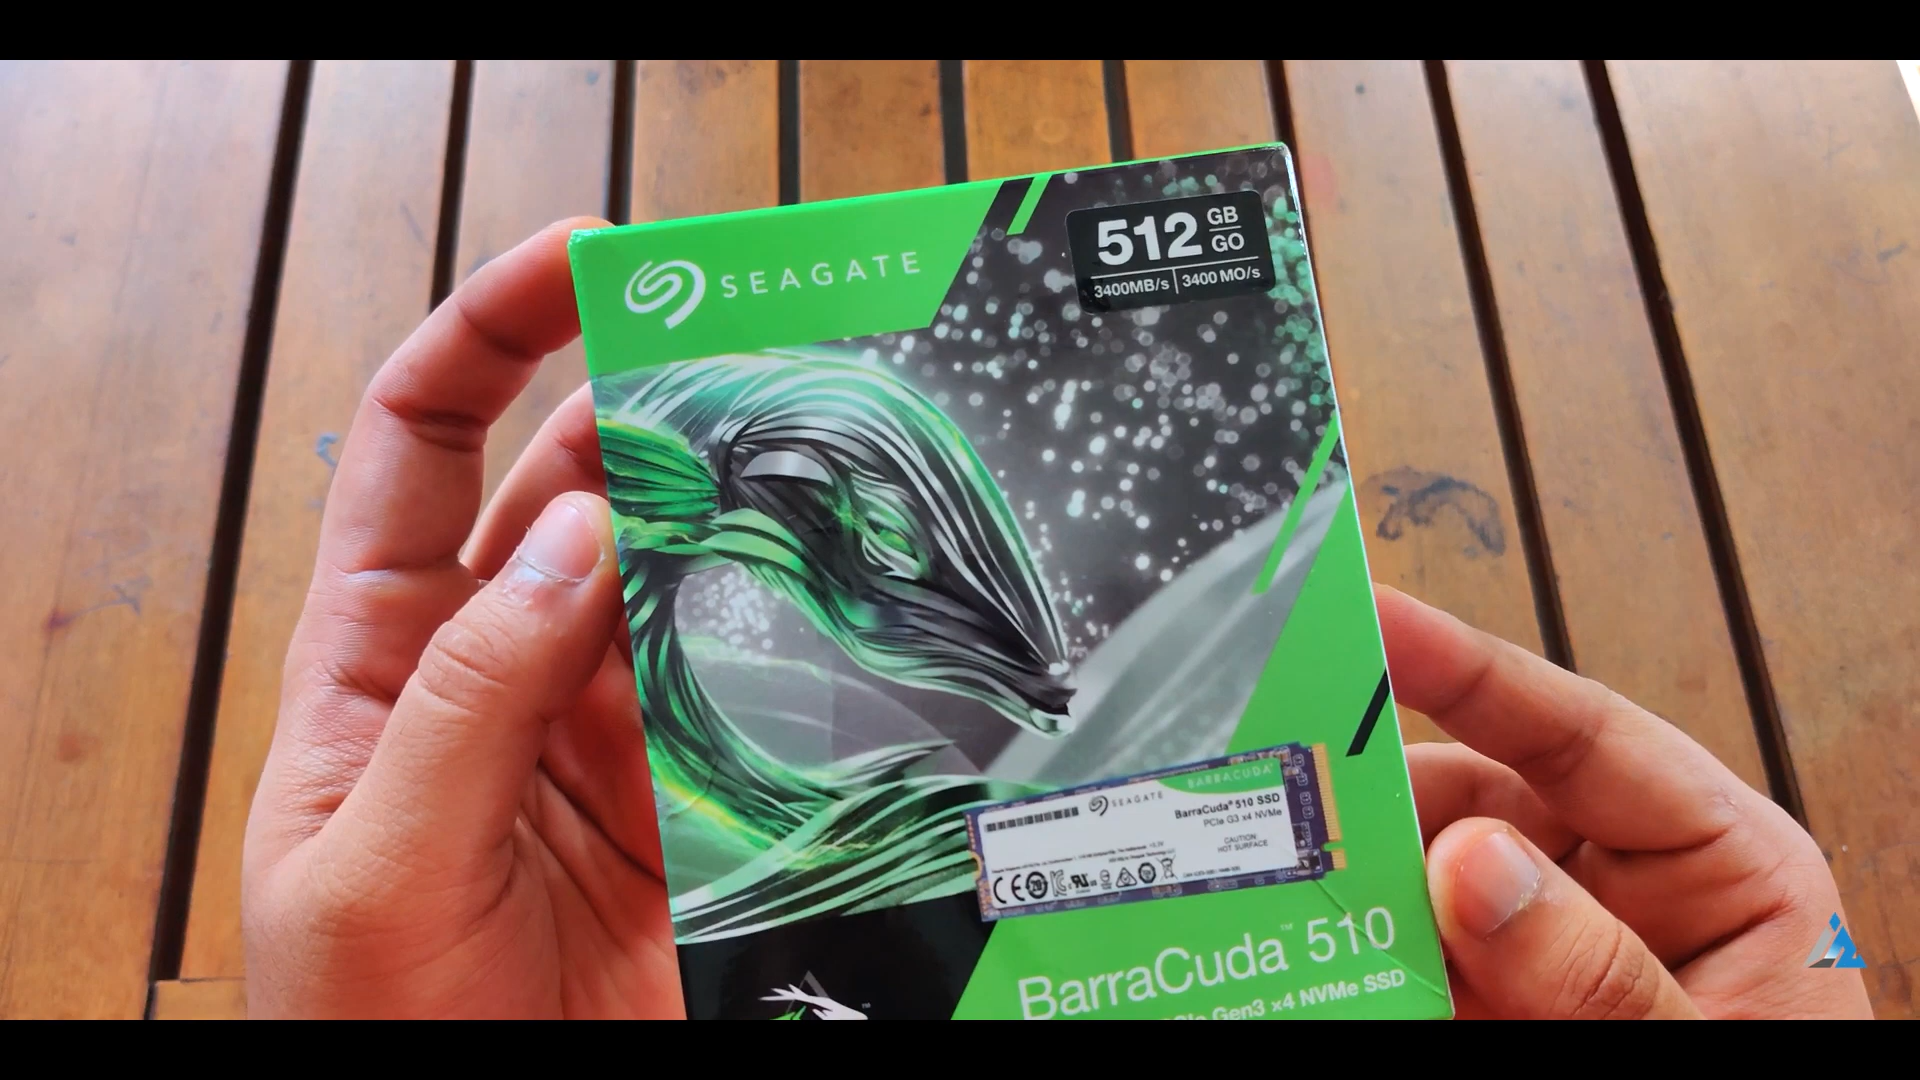 SEAGATE
512 GB
GO
3400MB/s | 3400 MO/s
BARRACUDA
SEAGATE
BarraCuda® 510 SSD
PCIe G3 x4 NVMe
CAUTION:
HOT SURFACE
BarraCuda™ 510
Gen3 x4 NVMe SSD